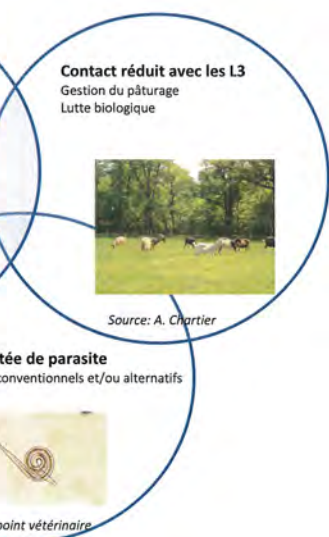 Contact réduit avec les L3
Gestion du pâturage
Lutte biologique
Source: A. Chartier
de parasite
conventionnels et/ou alternatifs
point vétérinaire